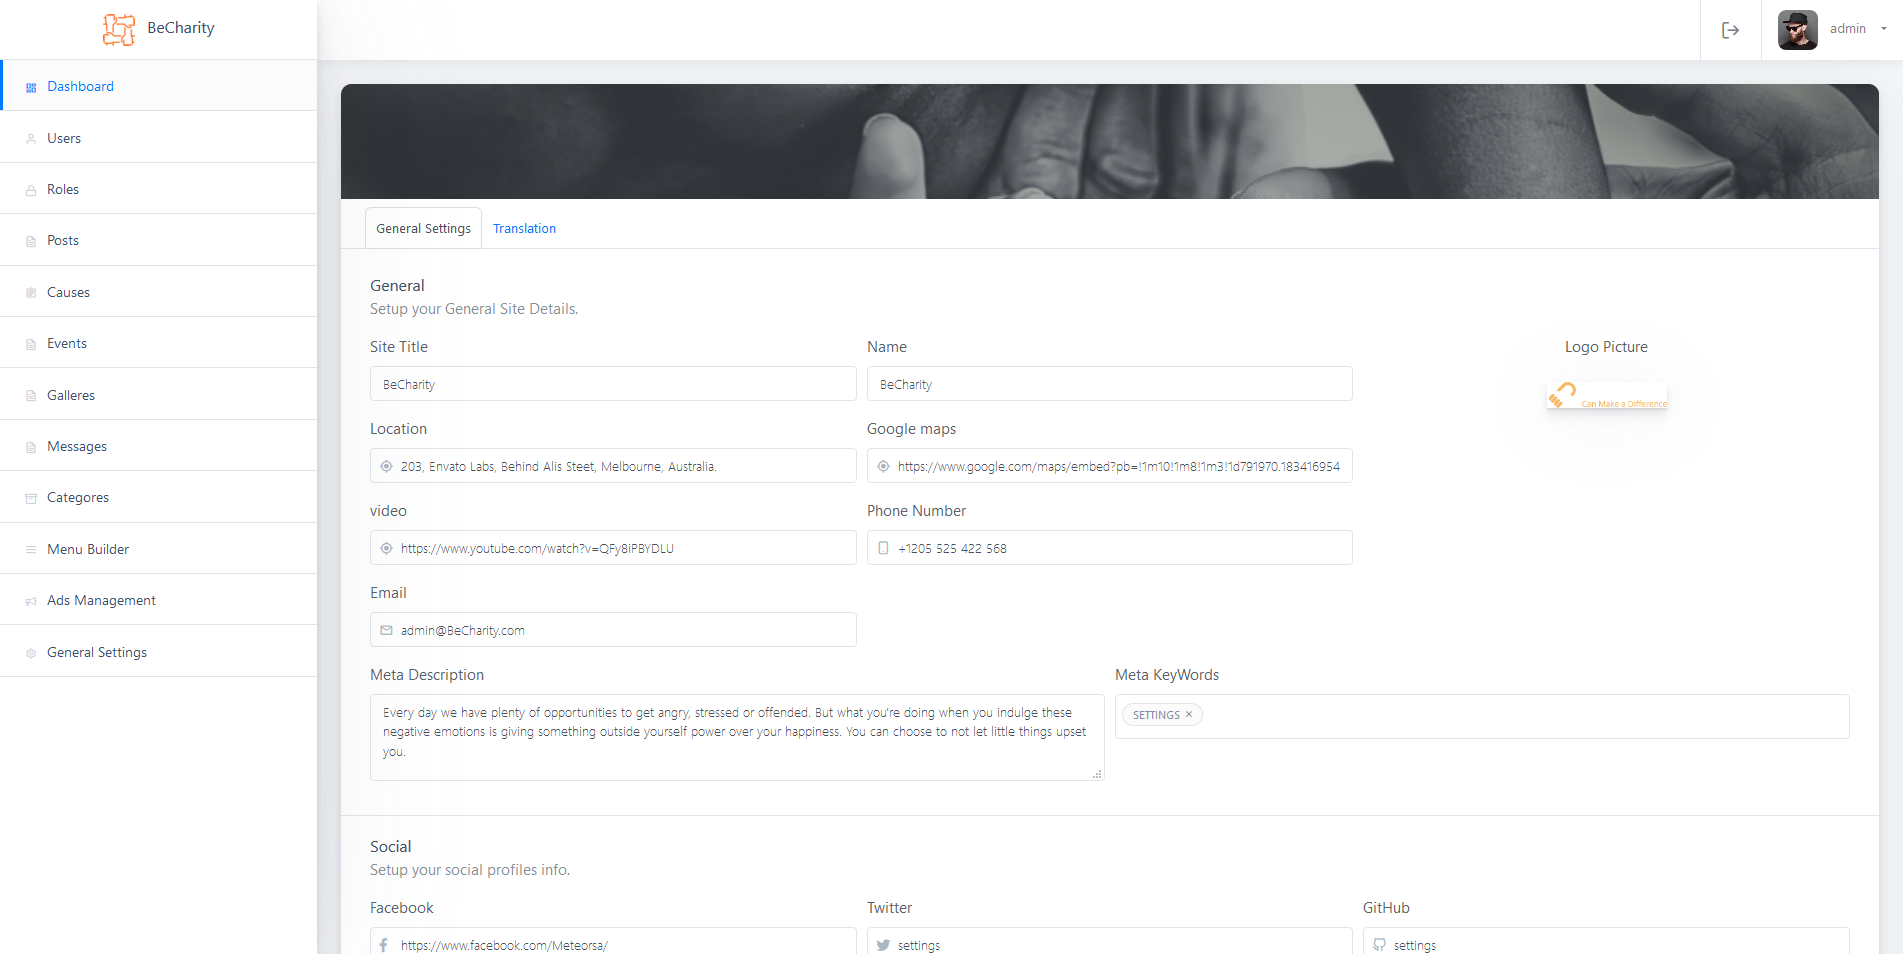 BeCharity
admin
Dashboard
Users
Roles
Posts
Causes
Events
Galleres
Messages
Categores
Menu Builder
Ads Management
General Settings
General Settings
Translation
General
Setup your General Site Details.
Site Title
Name
Logo Picture
BeCharity
BeCharity
Can Make a Difference
Location
Google maps
203, Envato Labs, Behind Alis Steet, Melbourne, Australia.
https://www.google.com/maps/embed?pb=!1m10!1m8!1m3!1d791970.183416954
video
Phone Number
https://www.youtube.com/watch?v=QFy8IPBYDLU
+1205 525 422 568
Email
admin@BeCharity.com
Meta Description
Meta KeyWords
Every day we have plenty of opportunities to get angry, stressed or offended. But what you're doing when you indulge these
negative emotions is giving something outside yourself power over your happiness. You can choose to not let little things upset
you.
SETTINGS ×
Social
Setup your social profiles info.
Facebook
Twitter
GitHub
https://www.facebook.com/Meteorsa/
settings
settings